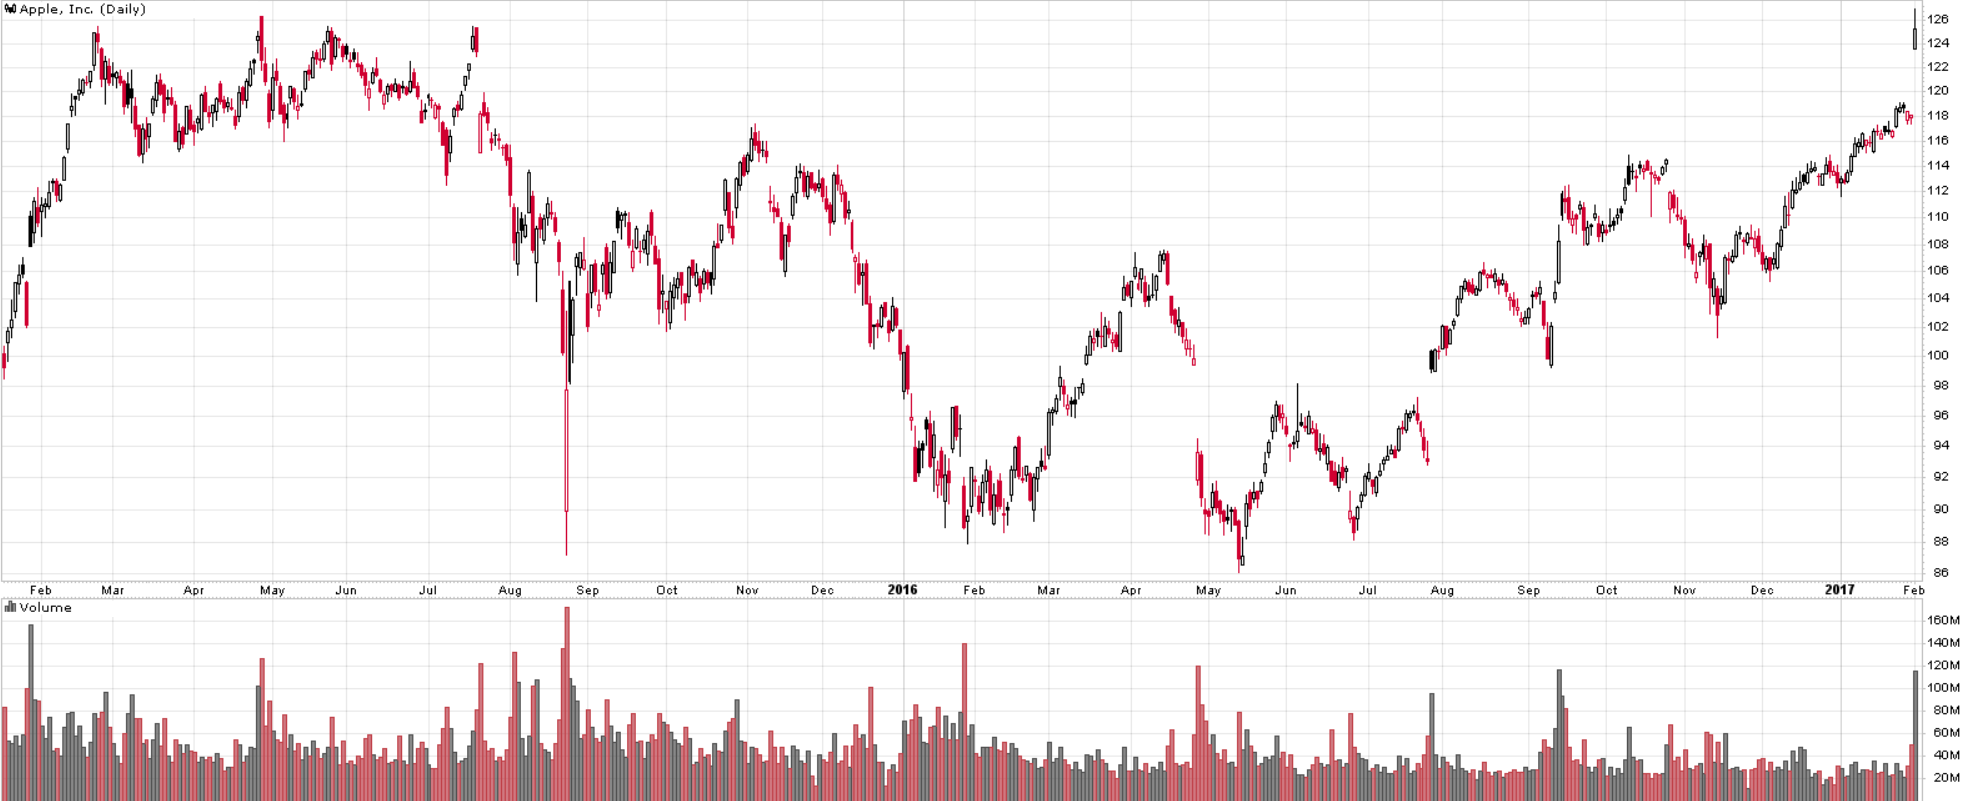 Apple, Inc. (Daily)
126
124
122
120
118
116
114
112
110
108
106
104
102
100
98
96
94
92
90
88
86
Feb Mar Apr May Jun Jul Aug Sep Oct Nov Dec 2016 Feb Mar Apr May Jun Jul Aug Sep Oct Nov Dec 2017 Feb
Volume
160M
140M
120M
100M
80M
60M
40M
20M